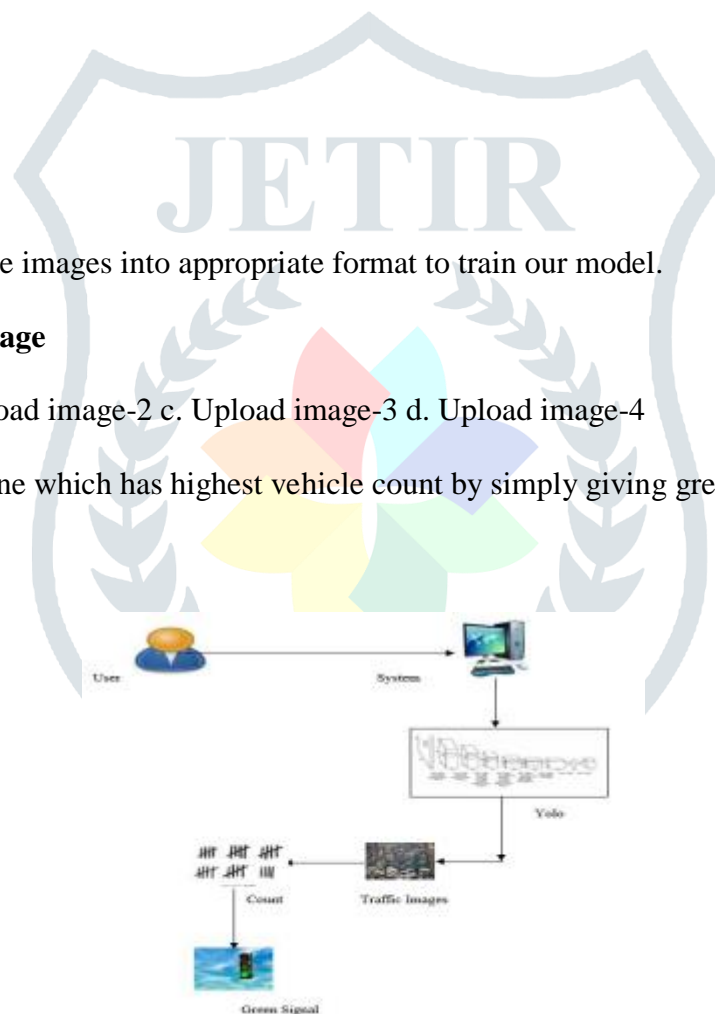 JETIR
e images into appropriate format to train our model.
age
oad image-2 c. Upload image-3 d. Upload image-4
ne which has highest vehicle count by simply giving gre
User
System
Yolo
Count
Traffic Images
Green Signal